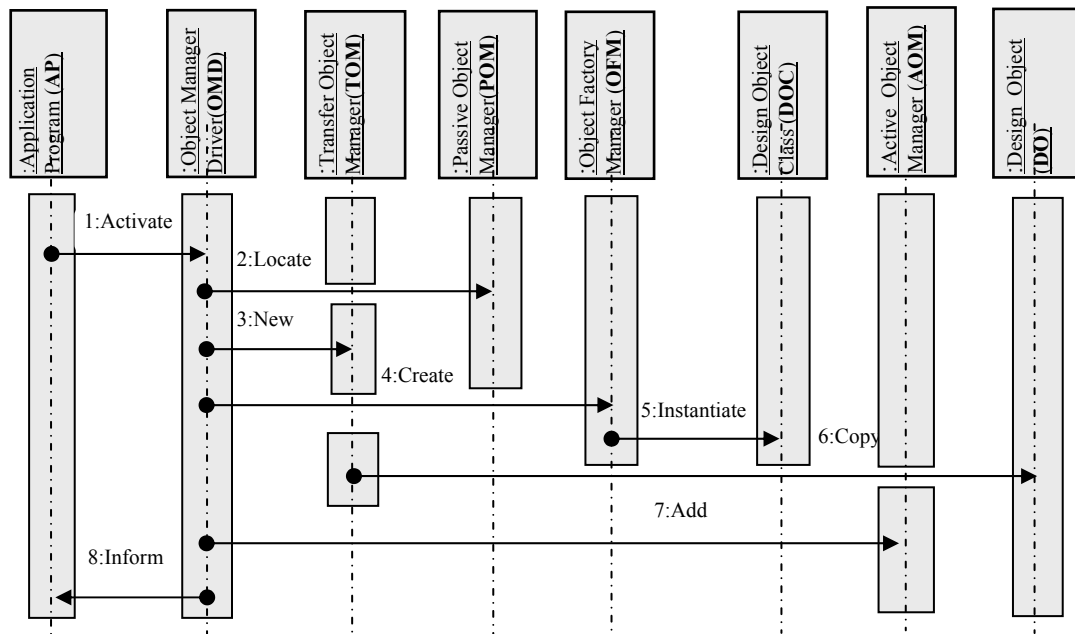 :Application
Program (AP)
:Object Manager
Driver(OMD)
:Transfer Object
Manager(TOM)
:Passive Object
Manager(POM)
:Object Factory
Manager (OFM)
:Design Object
Class (DOC)
:Active Object
Manager (AOM)
:Design Object
(DO)
1:Activate
2:Locate
3:New
4:Create
5:Instantiate
6:Copy
7:Add
8:Inform